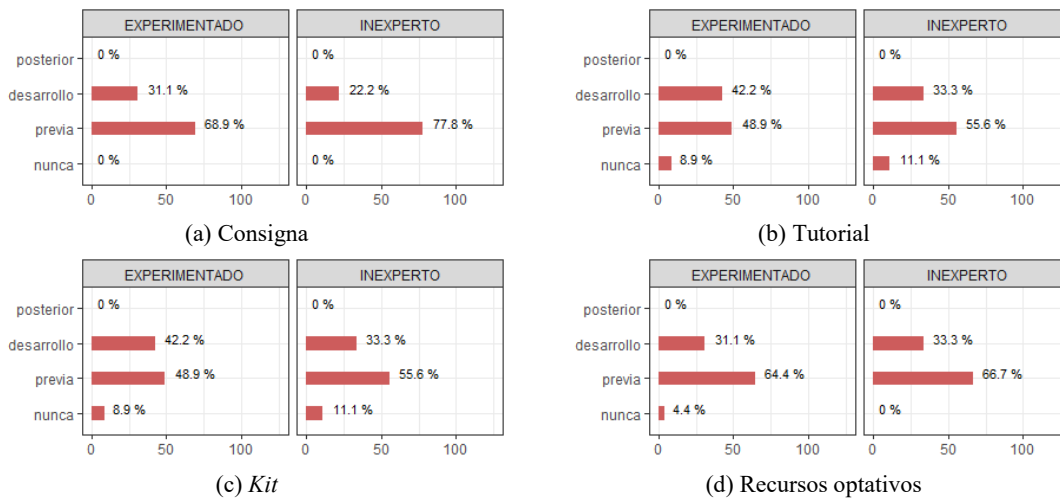 EXPERIMENTADO INEXPERTO
posterior 0 % 0 %
desarrollo 31.1 % 22.2 %
previa 68.9 % 77.8 %
nunca 0 % 0 %
0 50 100 0 50 100
(a) Consigna
EXPERIMENTADO INEXPERTO
posterior 0 % 0 %
desarrollo 42.2 % 33.3 %
previa 48.9 % 55.6 %
nunca 8.9 % 11.1 %
0 50 100 0 50 100
(b) Tutorial
EXPERIMENTADO INEXPERTO
posterior 0 % 0 %
desarrollo 42.2 % 33.3 %
previa 48.9 % 55.6 %
nunca 8.9 % 11.1 %
0 50 100 0 50 100
(c) Kit
EXPERIMENTADO INEXPERTO
posterior 0 % 0 %
desarrollo 31.1 % 33.3 %
previa 64.4 % 66.7 %
nunca 4.4 % 0 %
0 50 100 0 50 100
(d) Recursos optativos